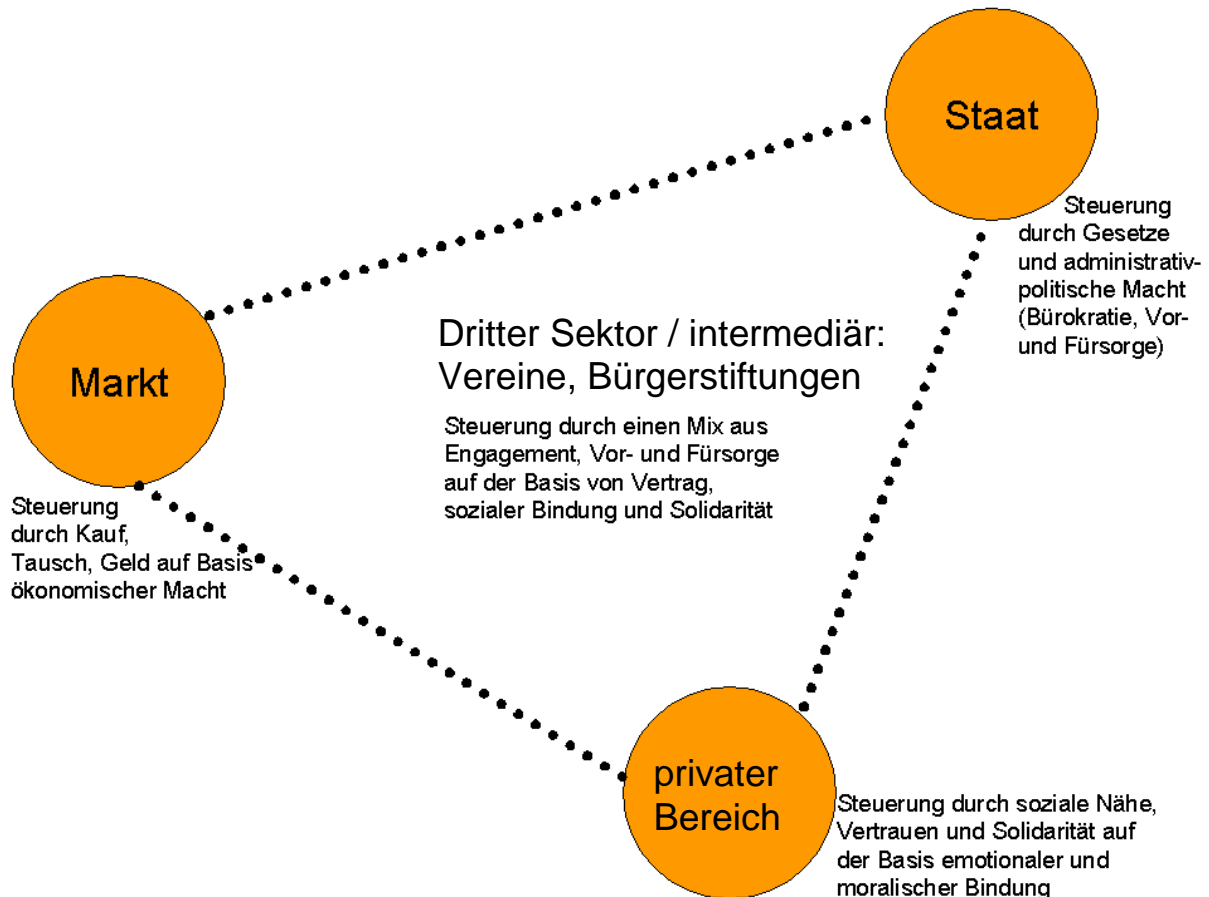 Staat
Steuerung
durch Gesetze
und administrativ-
politische Macht
(Bürokratie, Vor-
und Fürsorge)
Markt
Steuerung
durch Kauf,
Tausch, Geld auf Basis
ökonomischer Macht
Dritter Sektor / intermediär:
Vereine, Bürgerstiftungen
Steuerung durch einen Mix aus
Engagement, Vor- und Fürsorge
auf der Basis von Vertrag,
sozialer Bindung und Solidarität
privater
Bereich
Steuerung durch soziale Nähe,
Vertrauen und Solidarität auf
der Basis emotionaler und
moralischer Bindung